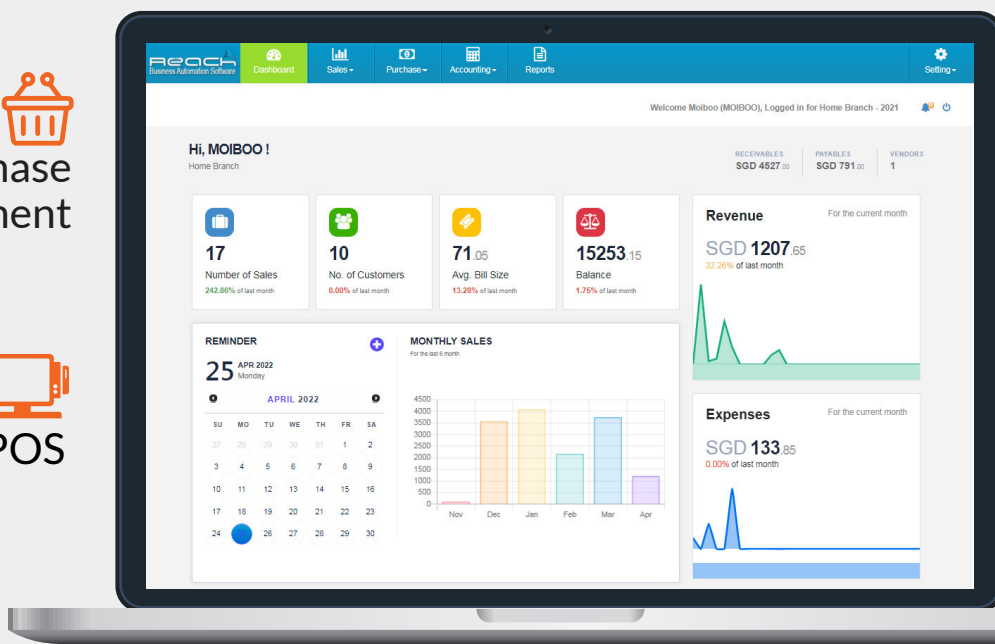 hase
ment
POS
Reach
Business Automation Software
Dashboard
Sales
Purchase
Accounting
Reports
Setting
Welcome Moiboo (MOIBOO), Logged in for Home Branch - 2021
Hi, MOIBOO !
Home Branch
RECEIVABLES
SGD 4527.00
PAYABLES
SGD 791.00
VENDORS
1
17
Number of Sales
242.86% of last month
10
No. of Customers
0.00% of last month
71.05
Avg. Bill Size
13.28% of last month
15253.15
Balance
1.75% of last month
Revenue
For the current month
SGD 1207.65
32.26% of last month
REMINDER
25 APR 2022
Monday
APRIL 2022
SU MO TU WE TH FR SA
27 28 29 30 31 1 2
3 4 5 6 7 8 9
10 11 12 13 14 15 16
17 18 19 20 21 22 23
24 25 26 27 28 29 30
MONTHLY SALES
For the last 6 month
4500
4000
3500
3000
2500
2000
1500
1000
500
0
Nov Dec Jan Feb Mar Apr
Expenses
For the current month
SGD 133.85
0.00% of last month